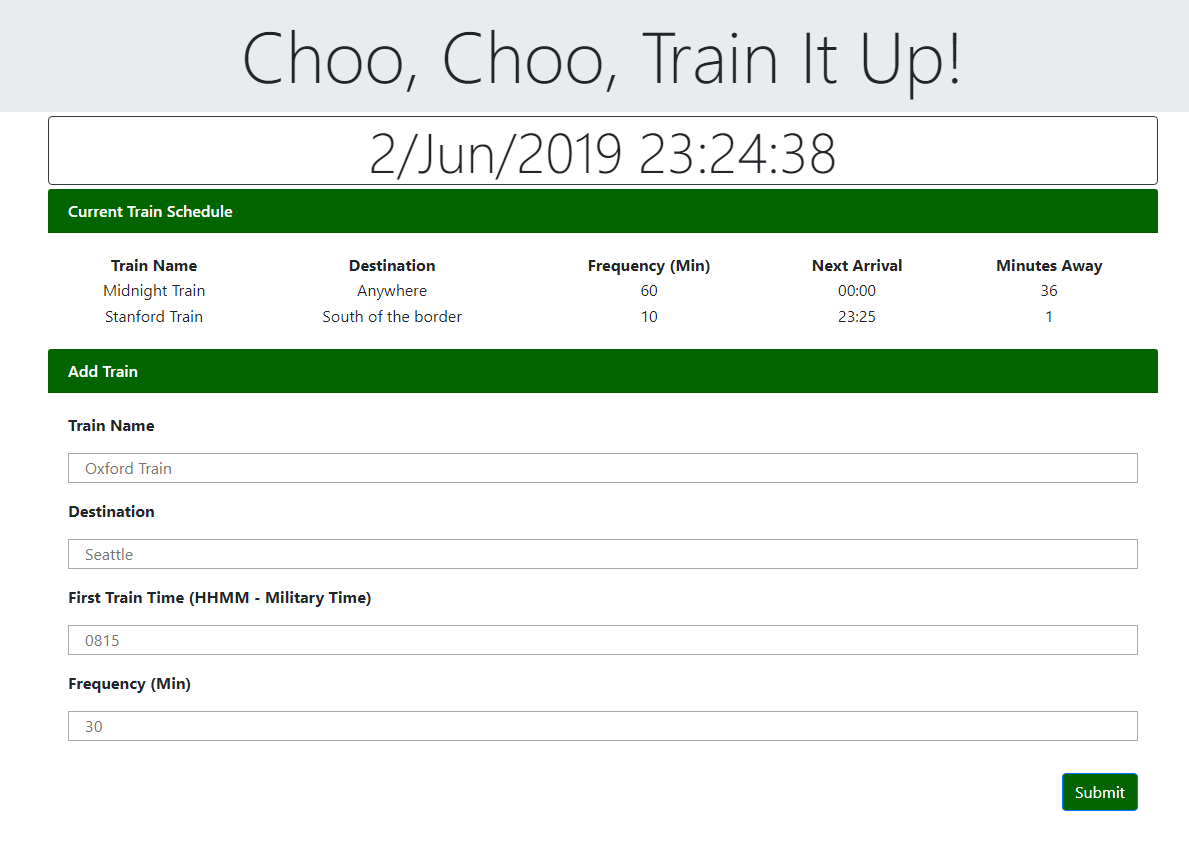 Choo, Choo, Train It Up!
2/Jun/2019 23:24:38
Current Train Schedule
Train Name Destination Frequency (Min) Next Arrival Minutes Away
Midnight Train Anywhere 60 00:00 36
Stanford Train South of the border 10 23:25 1
Add Train
Train Name
Oxford Train
Destination
Seattle
First Train Time (HHMM - Military Time)
0815
Frequency (Min)
30
Submit